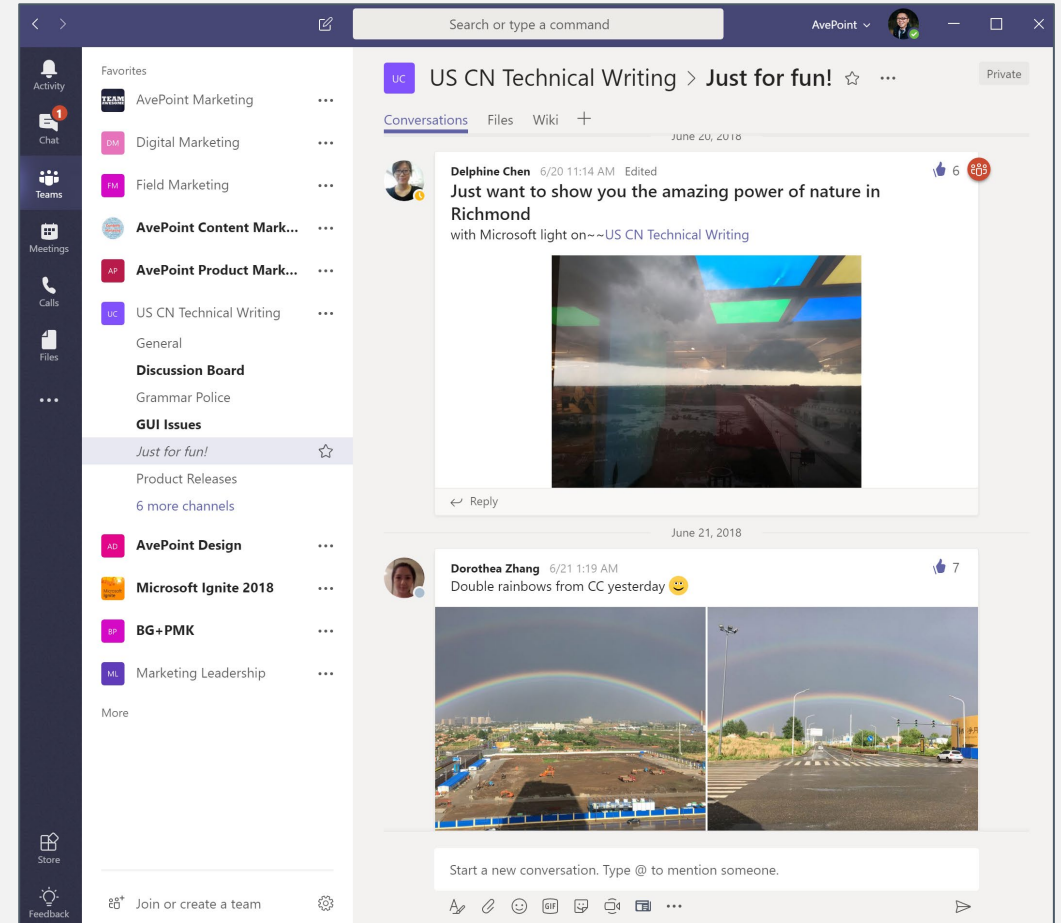 Search or type a command
AvePoint
Activity
1
Chat
Teams
Meetings
Calls
Files
Store
Feedback
Favorites
TEAM AWESOME
AvePoint Marketing
DM
Digital Marketing
FM
Field Marketing
AvePoint Content Mark...
AP
AvePoint Product Mark...
UC
US CN Technical Writing
General
Discussion Board
Grammar Police
GUI Issues
Just for fun!
Product Releases
6 more channels
AD
AvePoint Design
Microsoft Ignite 2018
BP
BG+PMK
ML
Marketing Leadership
More
Join or create a team
UC
US CN Technical Writing > Just for fun!
Private
Conversations Files Wiki
June 20, 2018
Delphine Chen 6/20 11:14 AM Edited
6
Just want to show you the amazing power of nature in
Richmond
with Microsoft light on~~US CN Technical Writing
Reply
June 21, 2018
Dorothea Zhang 6/21 1:19 AM
7
Double rainbows from CC yesterday
Start a new conversation. Type @ to mention someone.
GIF